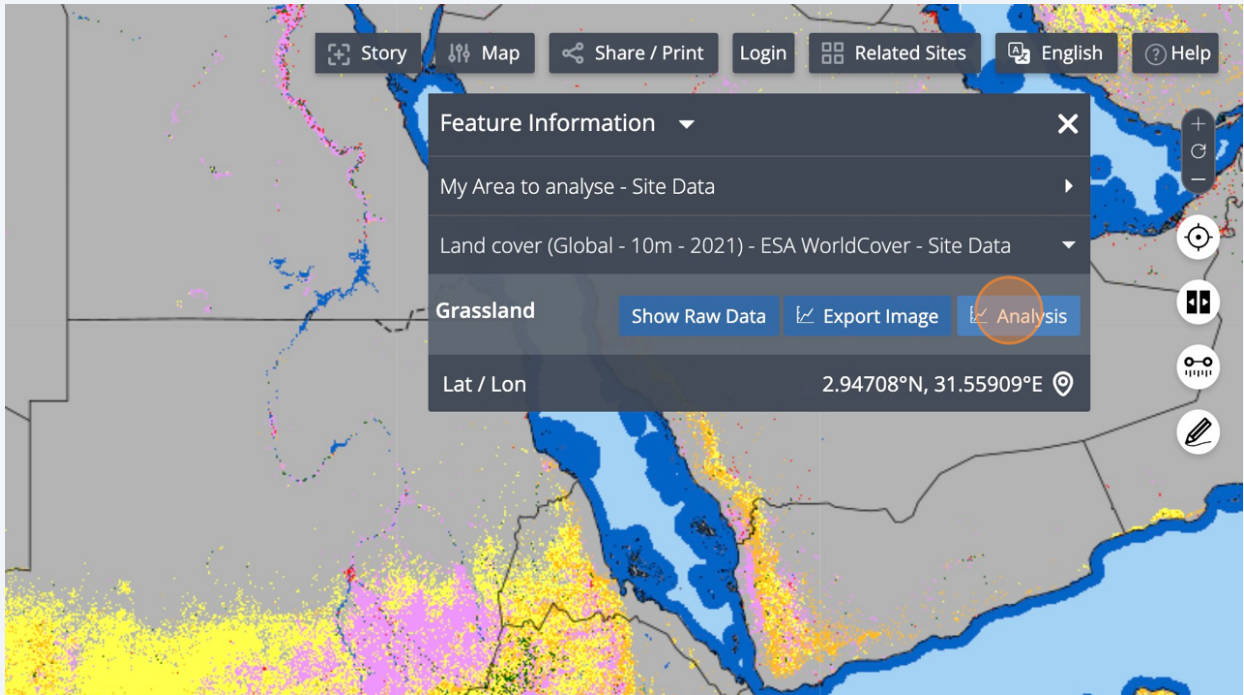 Story Map Share / Print Login Related Sites English Help
Feature Information
My Area to analyse - Site Data
Land cover (Global - 10m - 2021) - ESA WorldCover - Site Data
Grassland Show Raw Data Export Image Analysis
Lat / Lon 2.94708°N, 31.55909°E